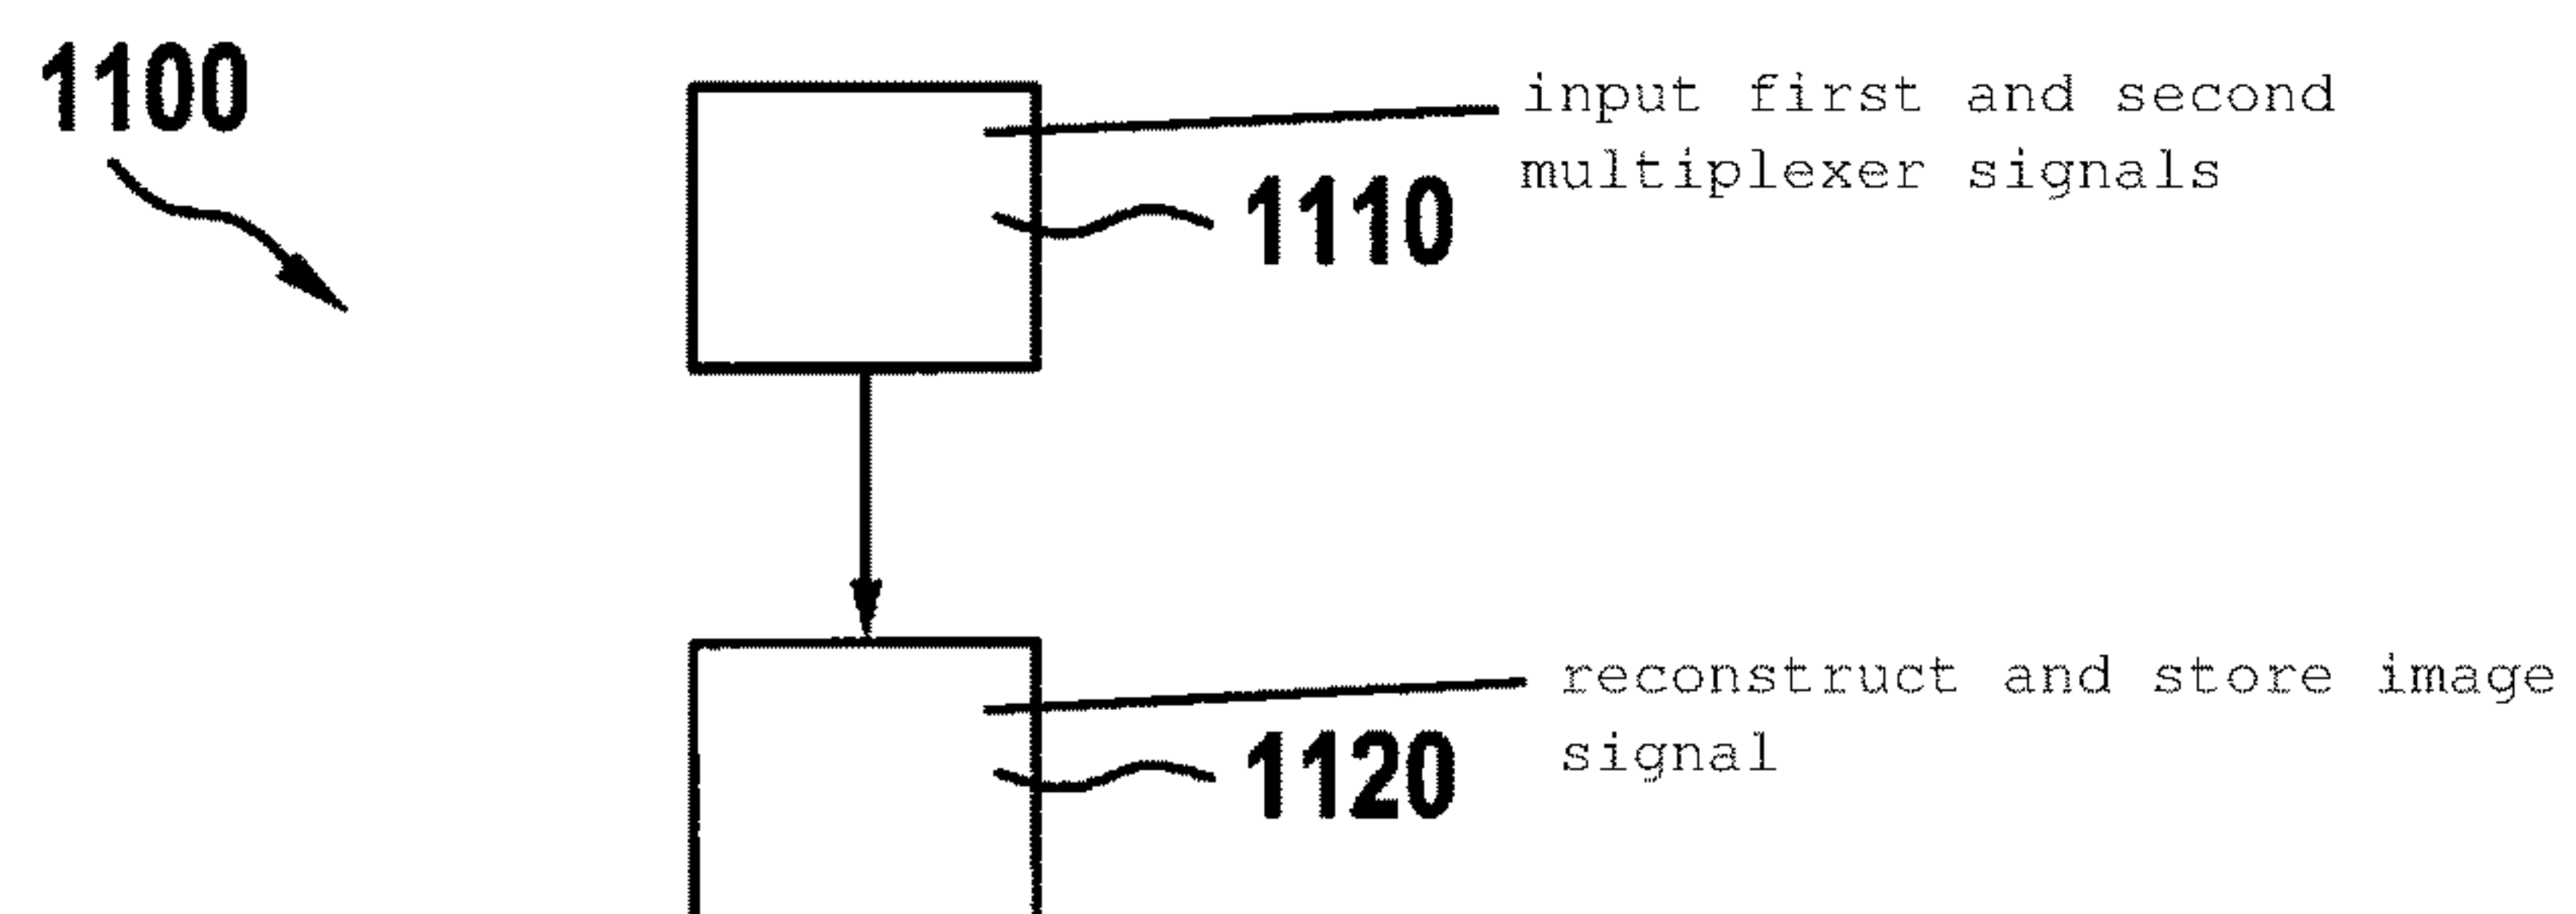 1100
input first and second
multiplexer signals
1110
reconstruct and store image
signal
1120